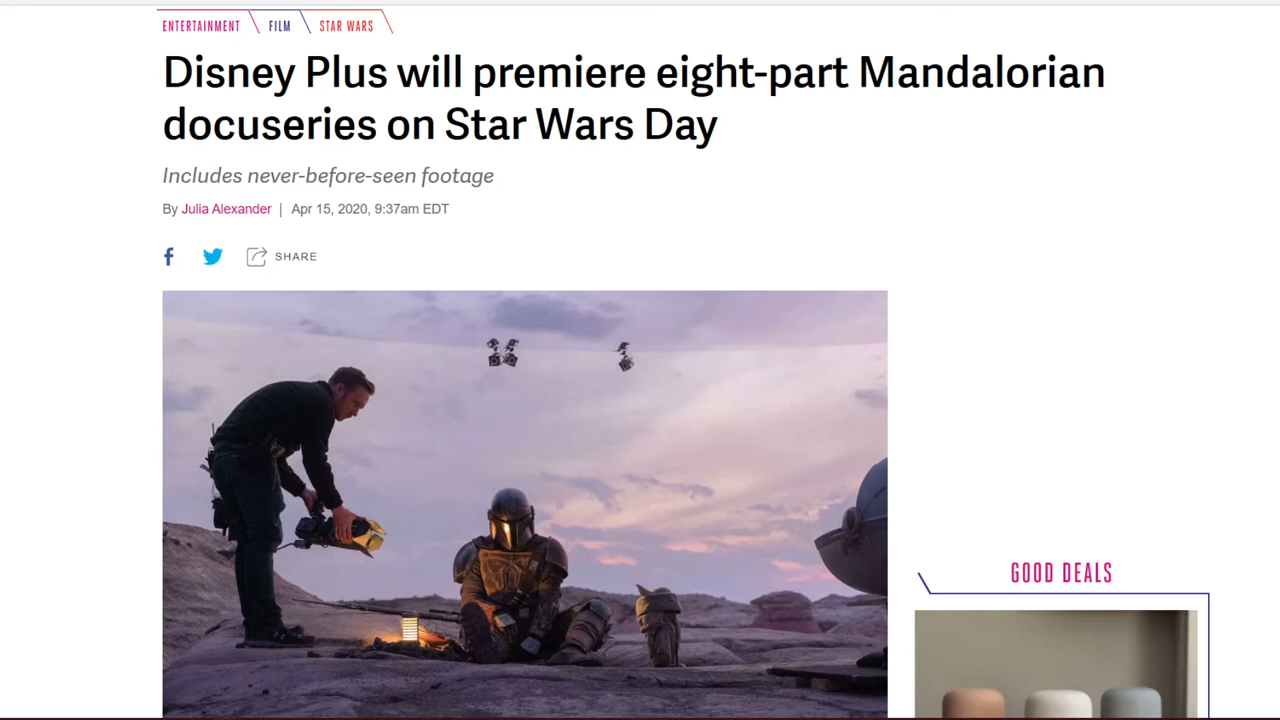 ENTERTAINMENT FILM STAR WARS
Disney Plus will premiere eight-part Mandalorian
docuseries on Star Wars Day
Includes never-before-seen footage
By Julia Alexander | Apr 15, 2020, 9:37am EDT
SHARE
GOOD DEALS